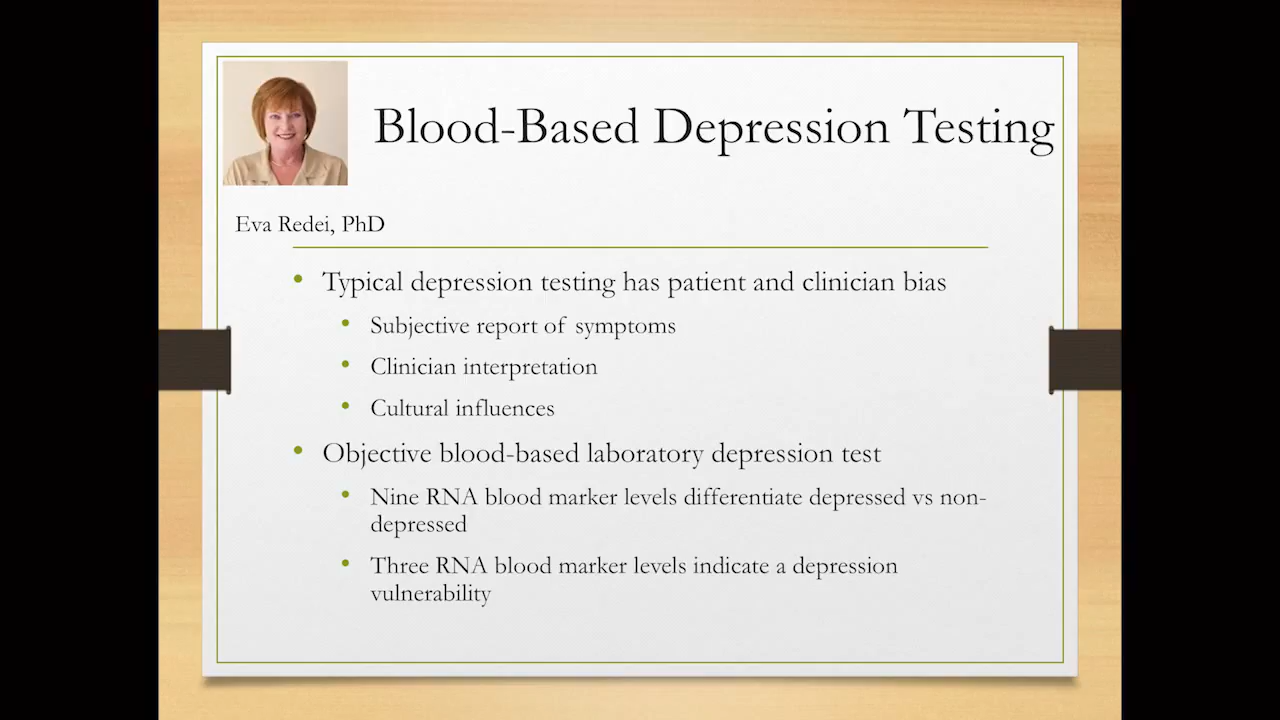 Blood-Based Depression Testing
Eva Redei, PhD
• Typical depression testing has patient and clinician bias
• Subjective report of symptoms
• Clinician interpretation
• Cultural influences
• Objective blood-based laboratory depression test
• Nine RNA blood marker levels differentiate depressed vs non-
depressed
• Three RNA blood marker levels indicate a depression
vulnerability